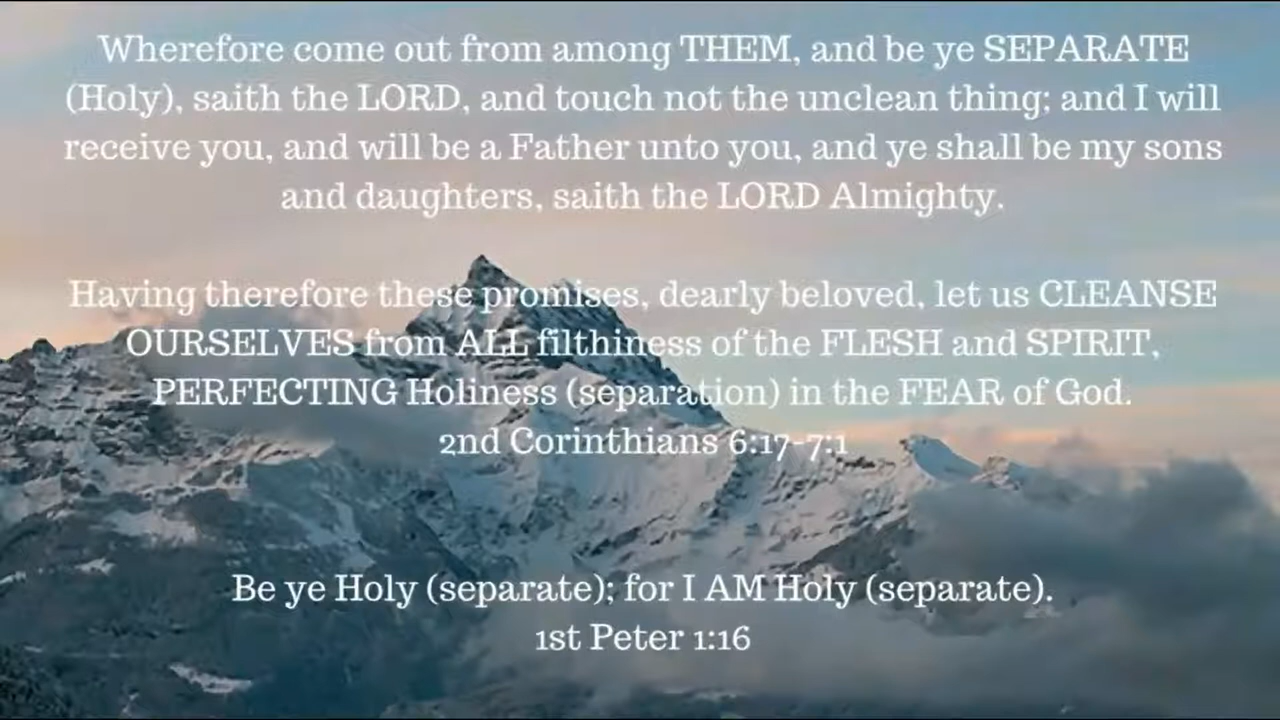 Wherefore come out from among THEM, and be ye SEPARATE
(Holy), saith the LORD, and touch not the unclean thing; and I will
receive you, and will be a Father unto you, and ye shall be my sons
and daughters, saith the LORD Almighty.
Having therefore these promises, dearly beloved, let us CLEANSE
OURSELVES from ALL filthiness of the FLESH and SPIRIT,
PERFECTING Holiness (separation) in the FEAR of God.
2nd Corinthians 6:17-7:1
Be ye Holy (separate); for I AM Holy (separate).
1st Peter 1:16